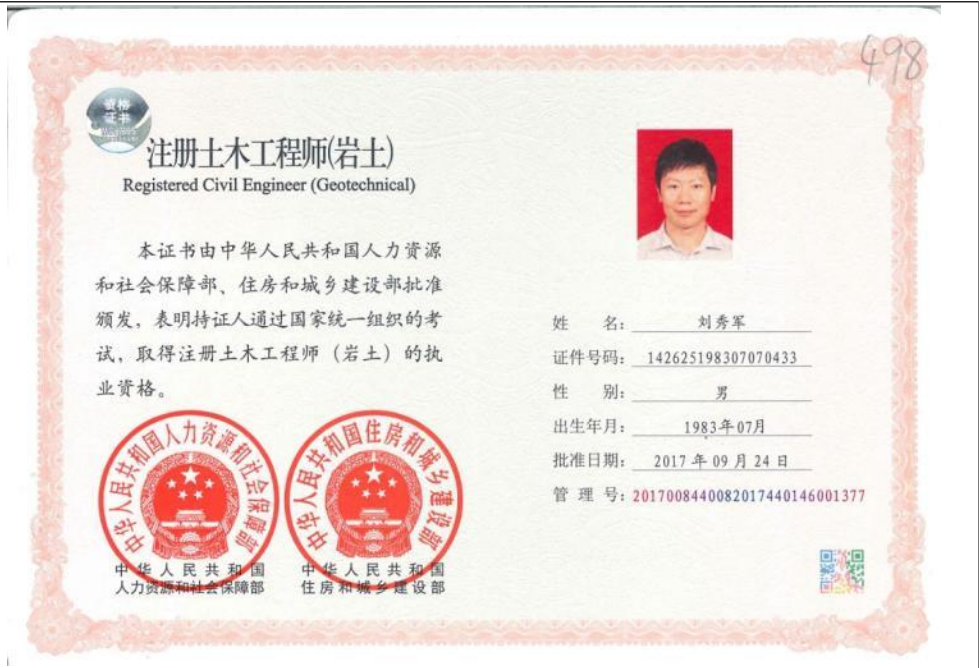 498
资格
证书
注册土木工程师(岩土)
Registered Civil Engineer (Geotechnical)
本证书由中华人民共和国人力资源
和社会保障部、住房和城乡建设部批准
颁发，表明持证人通过国家统一组织的考
试，取得注册土木工程师（岩土）的执
业资格。
姓 名： 刘秀军
证件号码： 142625198307070433
性 别： 男
出生年月： 1983年07月
批准日期： 2017 年 09 月 24 日
管 理 号：2017008440082017440146001377
中华人民共和国人力资源和社会保障部
中华人民共和国住房和城乡建设部
中华人民共和国
人力资源和社会保障部
中华人民共和国
住房和城乡建设部